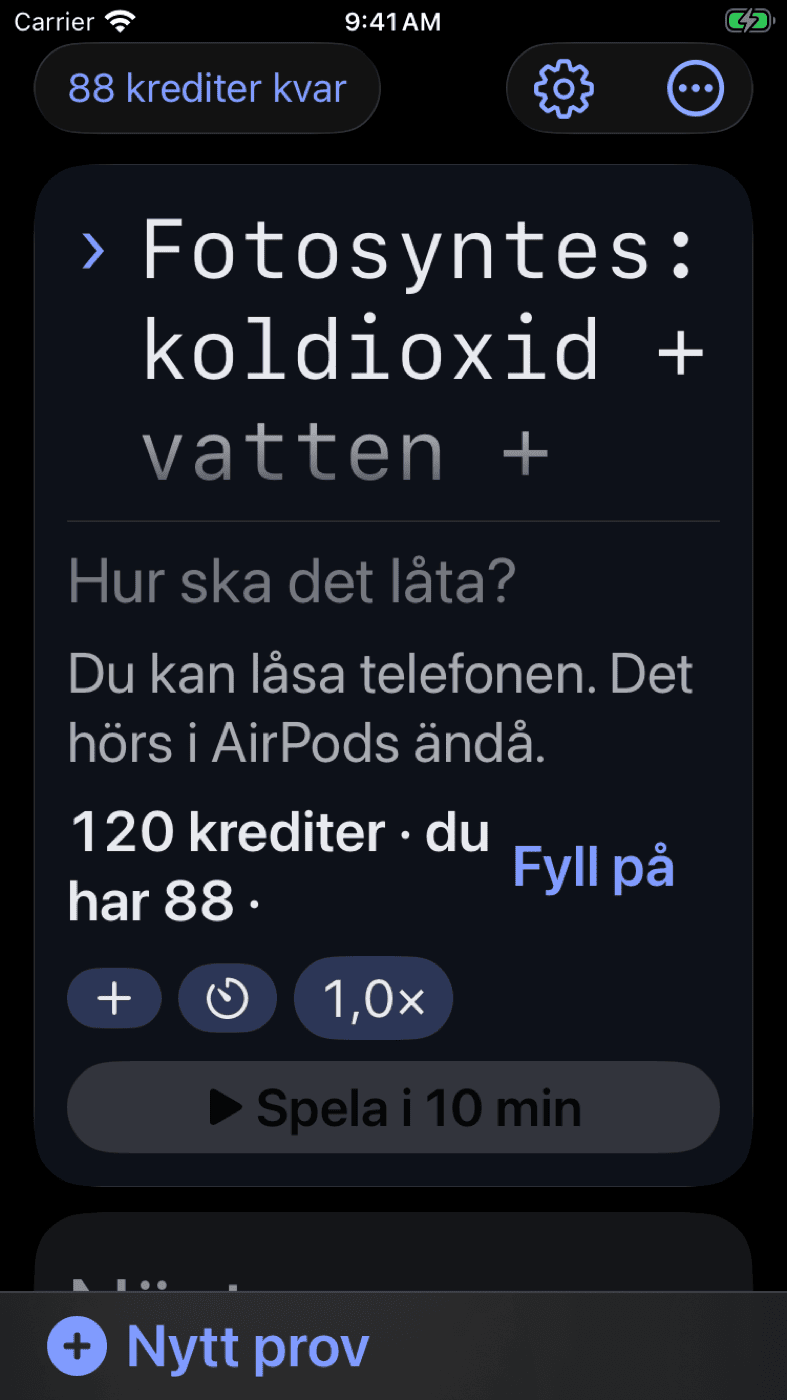 Carrier 9:41 AM
88 krediter kvar
› Fotosyntes:
koldioxid +
vatten +
Hur ska det låta?
Du kan låsa telefonen. Det
hörs i AirPods ändå.
120 krediter · du
har 88 ·
Fyll på
1,0×
Spela i 10 min
Nytt prov